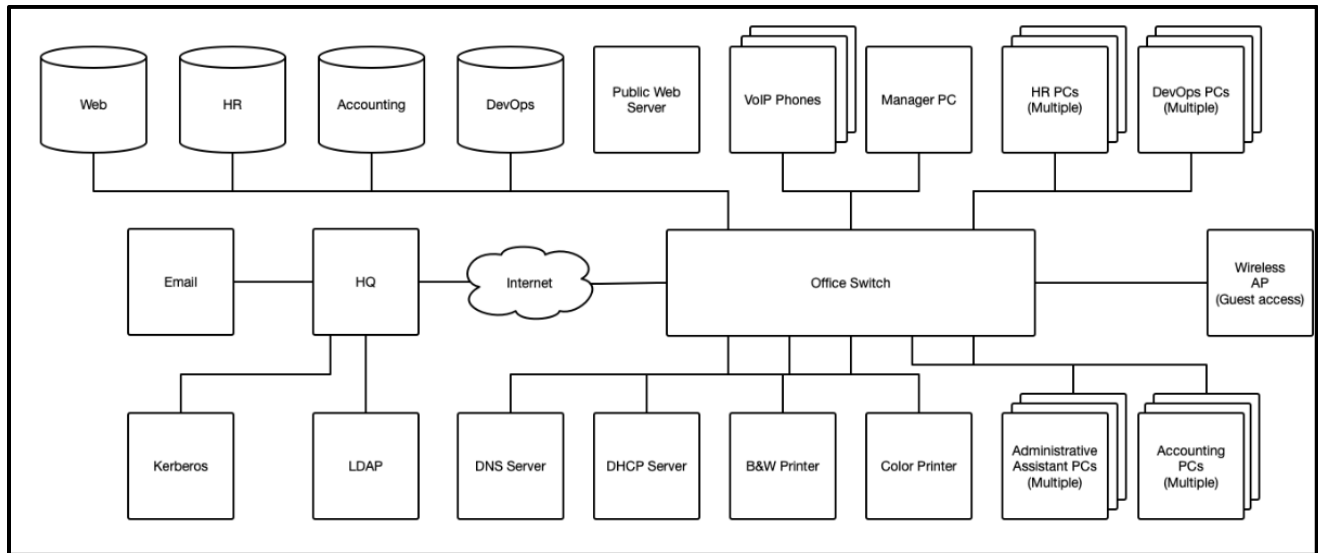 Web
HR
Accounting
DevOps
Public Web
Server
VoIP Phones
Manager PC
HR PCs
(Multiple)
DevOps PCs
(Multiple)
Email
HQ
Internet
Office Switch
Wireless
AP
(Guest access)
Kerberos
LDAP
DNS Server
DHCP Server
B&W Printer
Color Printer
Administrative
Assistant PCs
(Multiple)
Accounting
PCs
(Multiple)